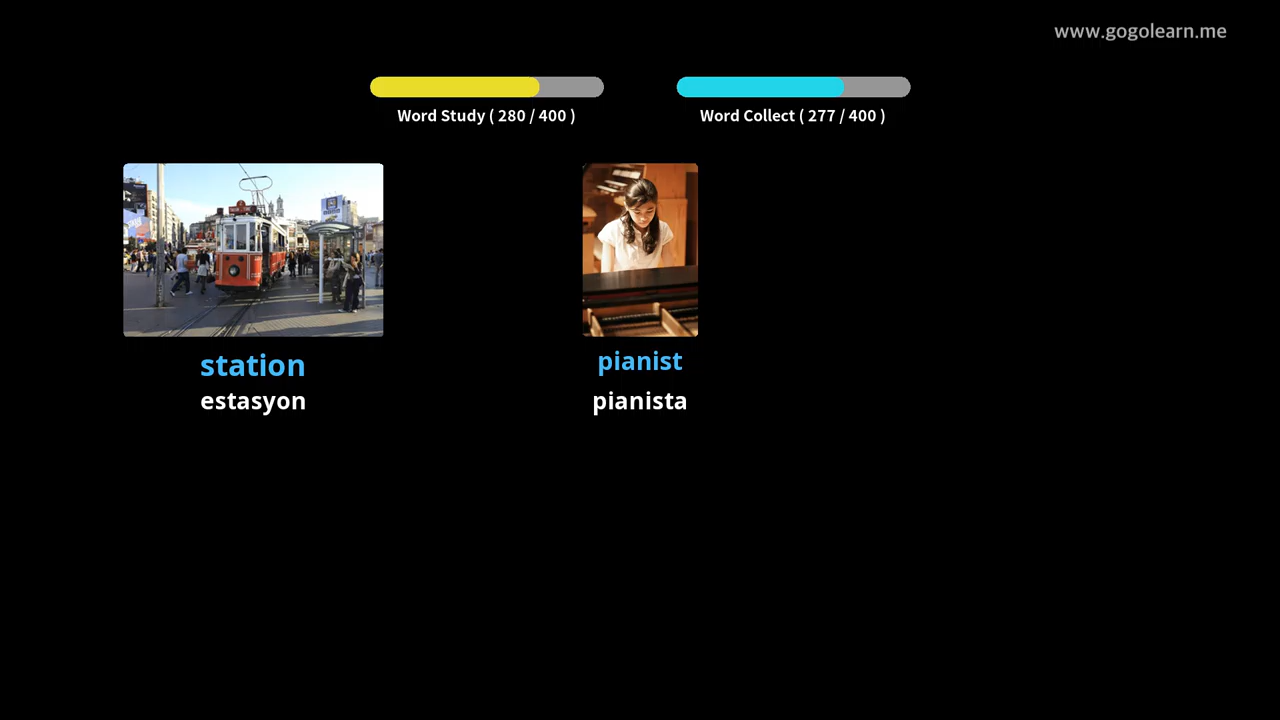 www.gogolearn.me
Word Study ( 280 / 400 )
Word Collect ( 277 / 400 )
station
estasyon
pianist
pianista